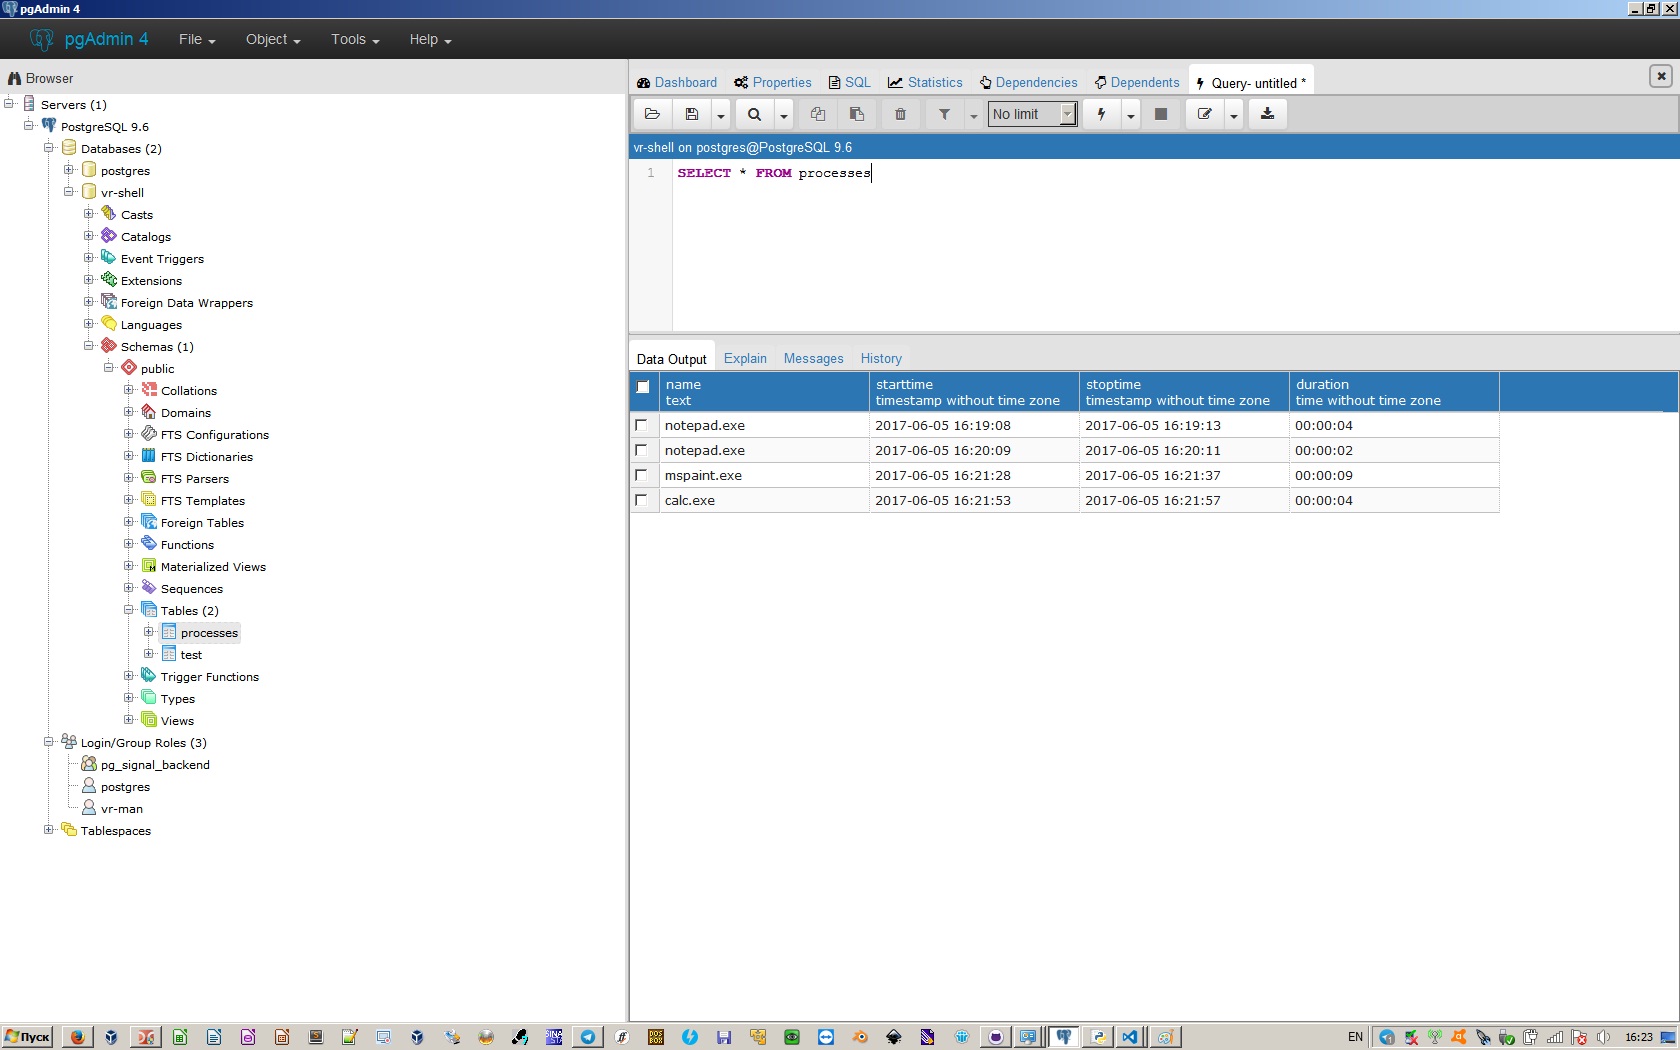 pgAdmin 4
pgAdmin 4 File Object Tools Help
Browser
Servers (1)
PostgreSQL 9.6
Databases (2)
postgres
vr-shell
Casts
Catalogs
Event Triggers
Extensions
Foreign Data Wrappers
Languages
Schemas (1)
public
Collations
Domains
FTS Configurations
FTS Dictionaries
FTS Parsers
FTS Templates
Foreign Tables
Functions
Materialized Views
Sequences
Tables (2)
processes
test
Trigger Functions
Types
Views
Login/Group Roles (3)
pg_signal_backend
postgres
vr-man
Tablespaces
Dashboard Properties SQL Statistics Dependencies Dependents Query- untitled *
No limit
vr-shell on postgres@PostgreSQL 9.6
1 SELECT * FROM processes
Data Output Explain Messages History
name starttime stoptime duration
text timestamp without time zone timestamp without time zone time without time zone
notepad.exe 2017-06-05 16:19:08 2017-06-05 16:19:13 00:00:04
notepad.exe 2017-06-05 16:20:09 2017-06-05 16:20:11 00:00:02
mspaint.exe 2017-06-05 16:21:28 2017-06-05 16:21:37 00:00:09
calc.exe 2017-06-05 16:21:53 2017-06-05 16:21:57 00:00:04
Пуск EN 16:23